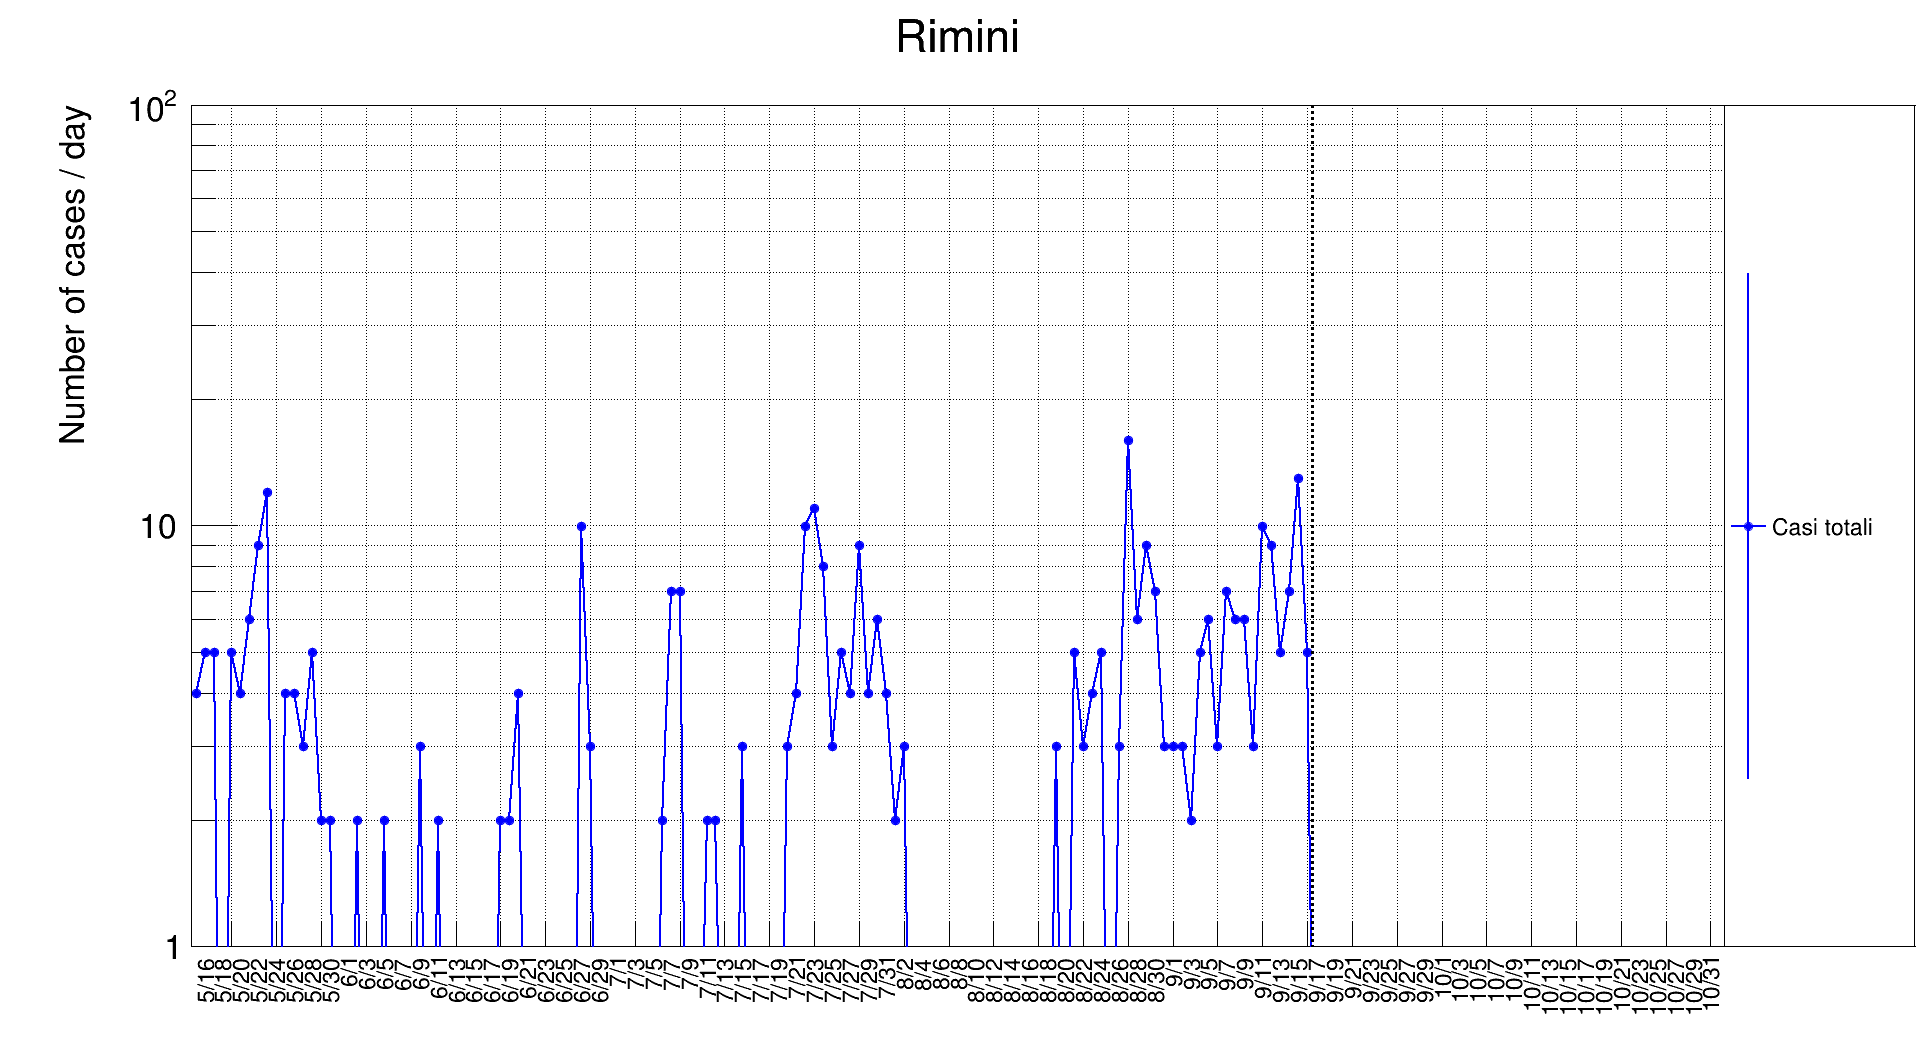 Rimini
Number of cases / day
10²
10
1
Casi totali
5/16 5/18 5/20 5/22 5/24 5/26 5/28 5/30 6/1 6/3 6/5 6/7 6/9 6/11 6/13 6/15 6/17 6/19 6/21 6/23 6/25 6/27 6/29 7/1 7/3 7/5 7/7 7/9 7/11 7/13 7/15 7/17 7/19 7/21 7/23 7/25 7/27 7/29 7/31 8/2 8/4 8/6 8/8 8/10 8/12 8/14 8/16 8/18 8/20 8/22 8/24 8/26 8/28 8/30 9/1 9/3 9/5 9/7 9/9 9/11 9/13 9/15 9/17 9/19 9/21 9/23 9/25 9/27 9/29 10/1 10/3 10/5 10/7 10/9 10/11 10/13 10/15 10/17 10/19 10/21 10/23 10/25 10/27 10/29 10/31